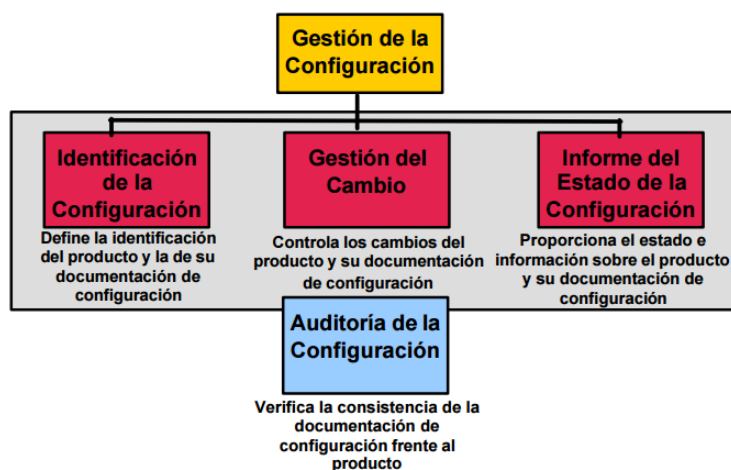 Gestión de la
Configuración
Identificación
de la
Configuración
Define la identificación
del producto y la de su
documentación de
configuración
Gestión del
Cambio
Controla los cambios del
producto y su documentación
de configuración
Informe del
Estado de la
Configuración
Proporciona el estado e
información sobre el producto
y su documentación de
configuración
Auditoría de la
Configuración
Verifica la consistencia de la
documentación de
configuración frente al
producto